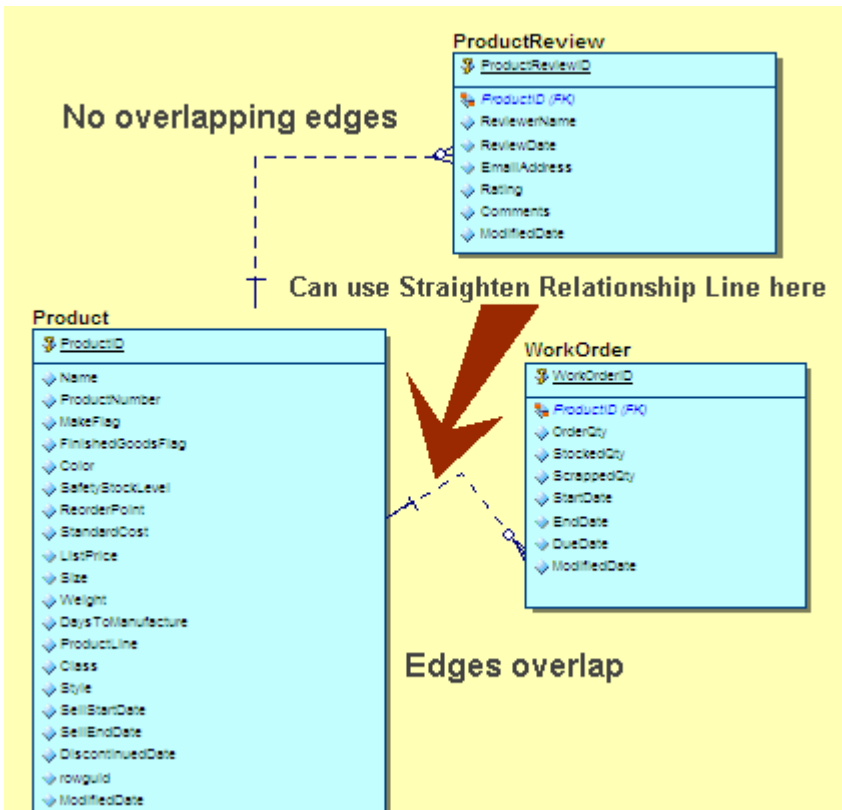 ProductReview
ProductReviewID
ProductID (FK)
No overlapping edges
ReviewerName
ReviewDate
EmailAddress
Rating
Comments
ModifiedDate
Can use Straighten Relationship Line here
Product
ProductID
Name
ProductNumber
MakeFlag
FinishedGoodsFlag
Color
SafetyStockLevel
ReorderPoint
StandardCost
ListPrice
Size
Weight
DaysToManufacture
ProductLine
Class
Style
SellStartDate
SellEndDate
DiscontinuedDate
rowguid
ModifiedDate
WorkOrder
WorkOrderID
ProductID (FK)
OrderQty
StockedQty
ScrappedQty
StartDate
EndDate
DueDate
ModifiedDate
Edges overlap